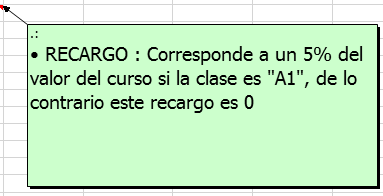 .:
• RECARGO : Corresponde a un 5% del
valor del curso si la clase es "A1", de lo
contrario este recargo es 0